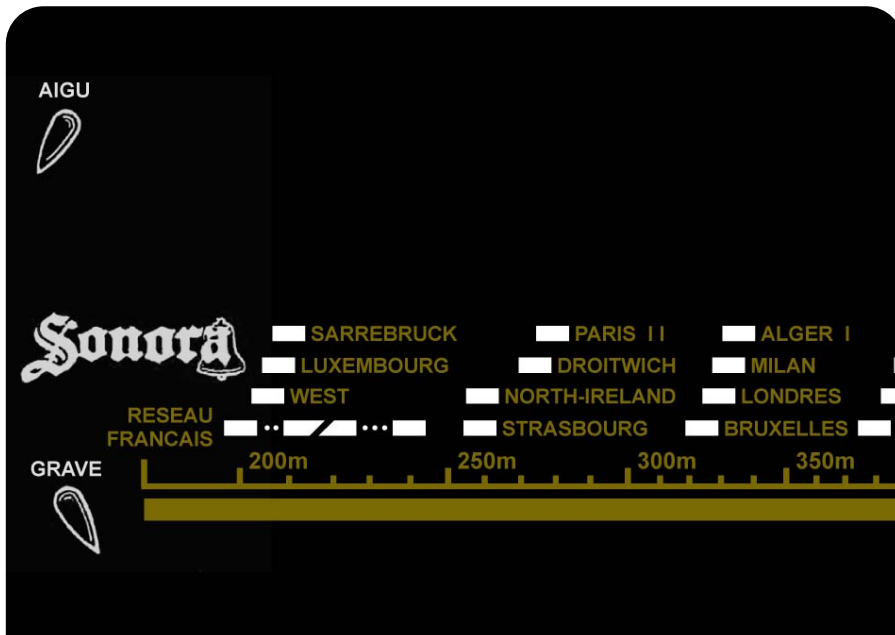 AIGU
Sonora
SARREBRUCK PARIS II ALGER I
LUXEMBOURG DROITWICH MILAN
WEST NORTH-IRELAND LONDRES
RESEAU
FRANCAIS STRASBOURG BRUXELLES
200m 250m 300m 350m
GRAVE